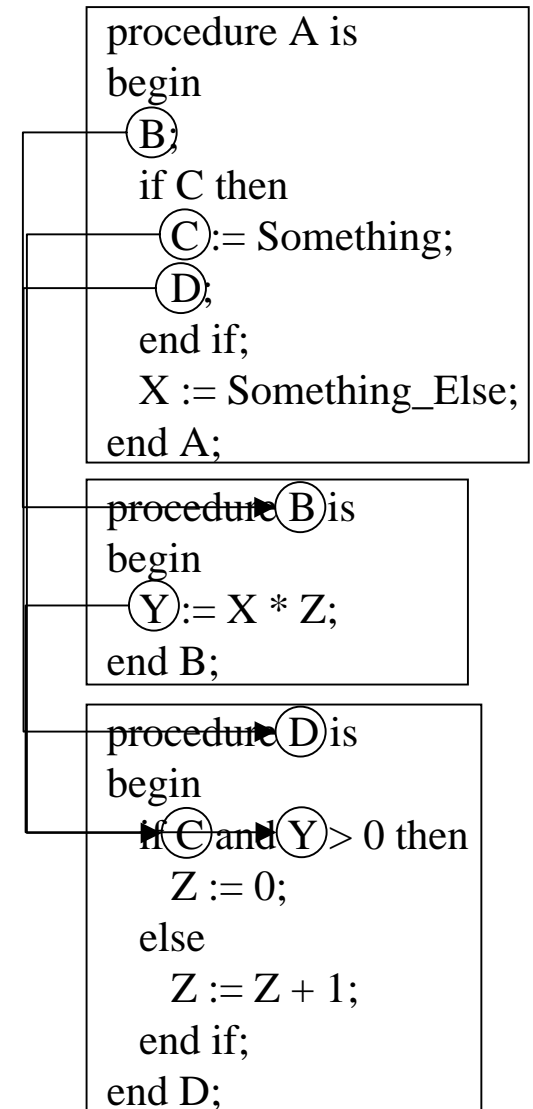 procedure A is
begin
B;
if C then
C := Something;
D;
end if;
X := Something_Else;
end A;
procedure B is
begin
Y := X * Z;
end B;
procedure D is
begin
if C and Y > 0 then
Z := 0;
else
Z := Z + 1;
end if;
end D;